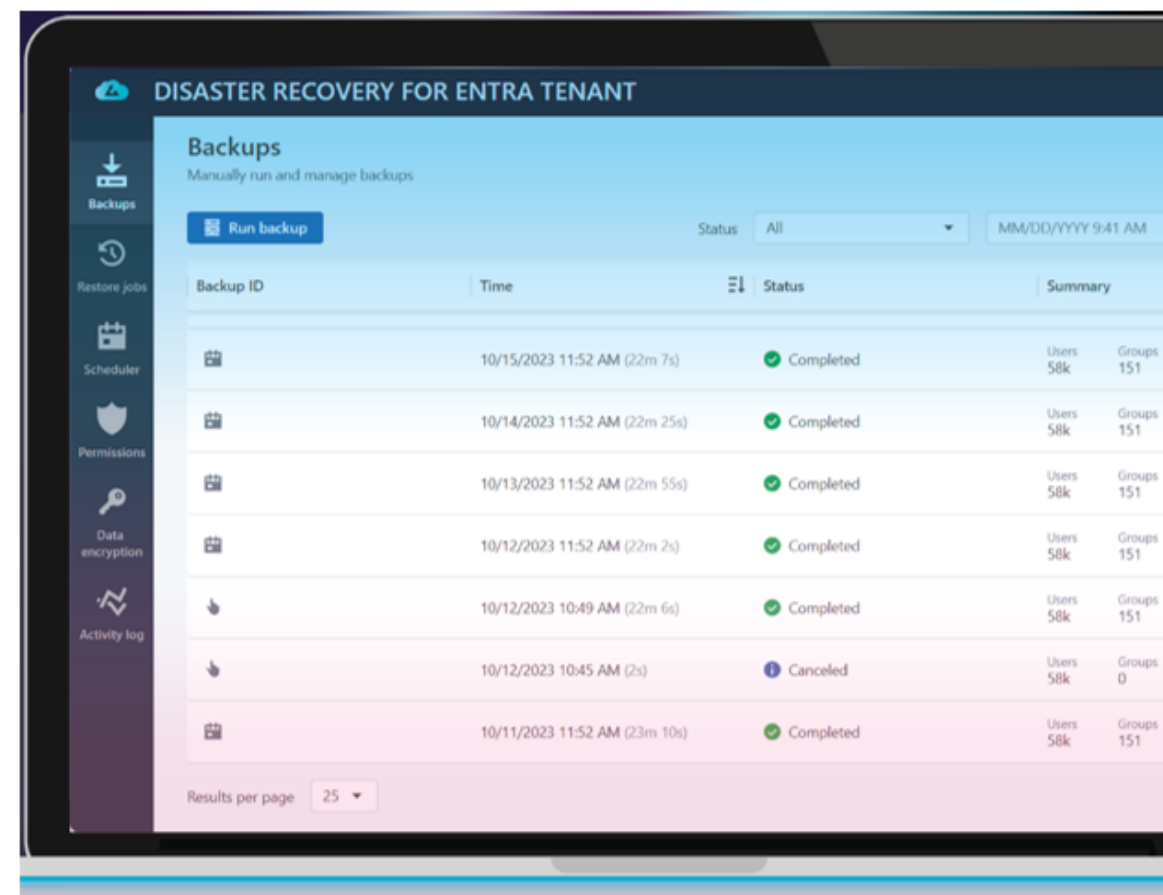 DISASTER RECOVERY FOR ENTRA TENANT
Backups
Manually run and manage backups
Run backup
Status All MM/DD/YYYY 9:41 AM
Backups
Restore jobs
Scheduler
Permissions
Data
encryption
Activity log
Backup ID Time Status Summary
10/15/2023 11:52 AM (22m 7s) Completed Users 58k Groups 151
10/14/2023 11:52 AM (22m 25s) Completed Users 58k Groups 151
10/13/2023 11:52 AM (22m 55s) Completed Users 58k Groups 151
10/12/2023 11:52 AM (22m 2s) Completed Users 58k Groups 151
10/12/2023 10:49 AM (22m 6s) Completed Users 58k Groups 151
10/12/2023 10:45 AM (2s) Canceled Users 58k Groups 0
10/11/2023 11:52 AM (23m 10s) Completed Users 58k Groups 151
Results per page 25